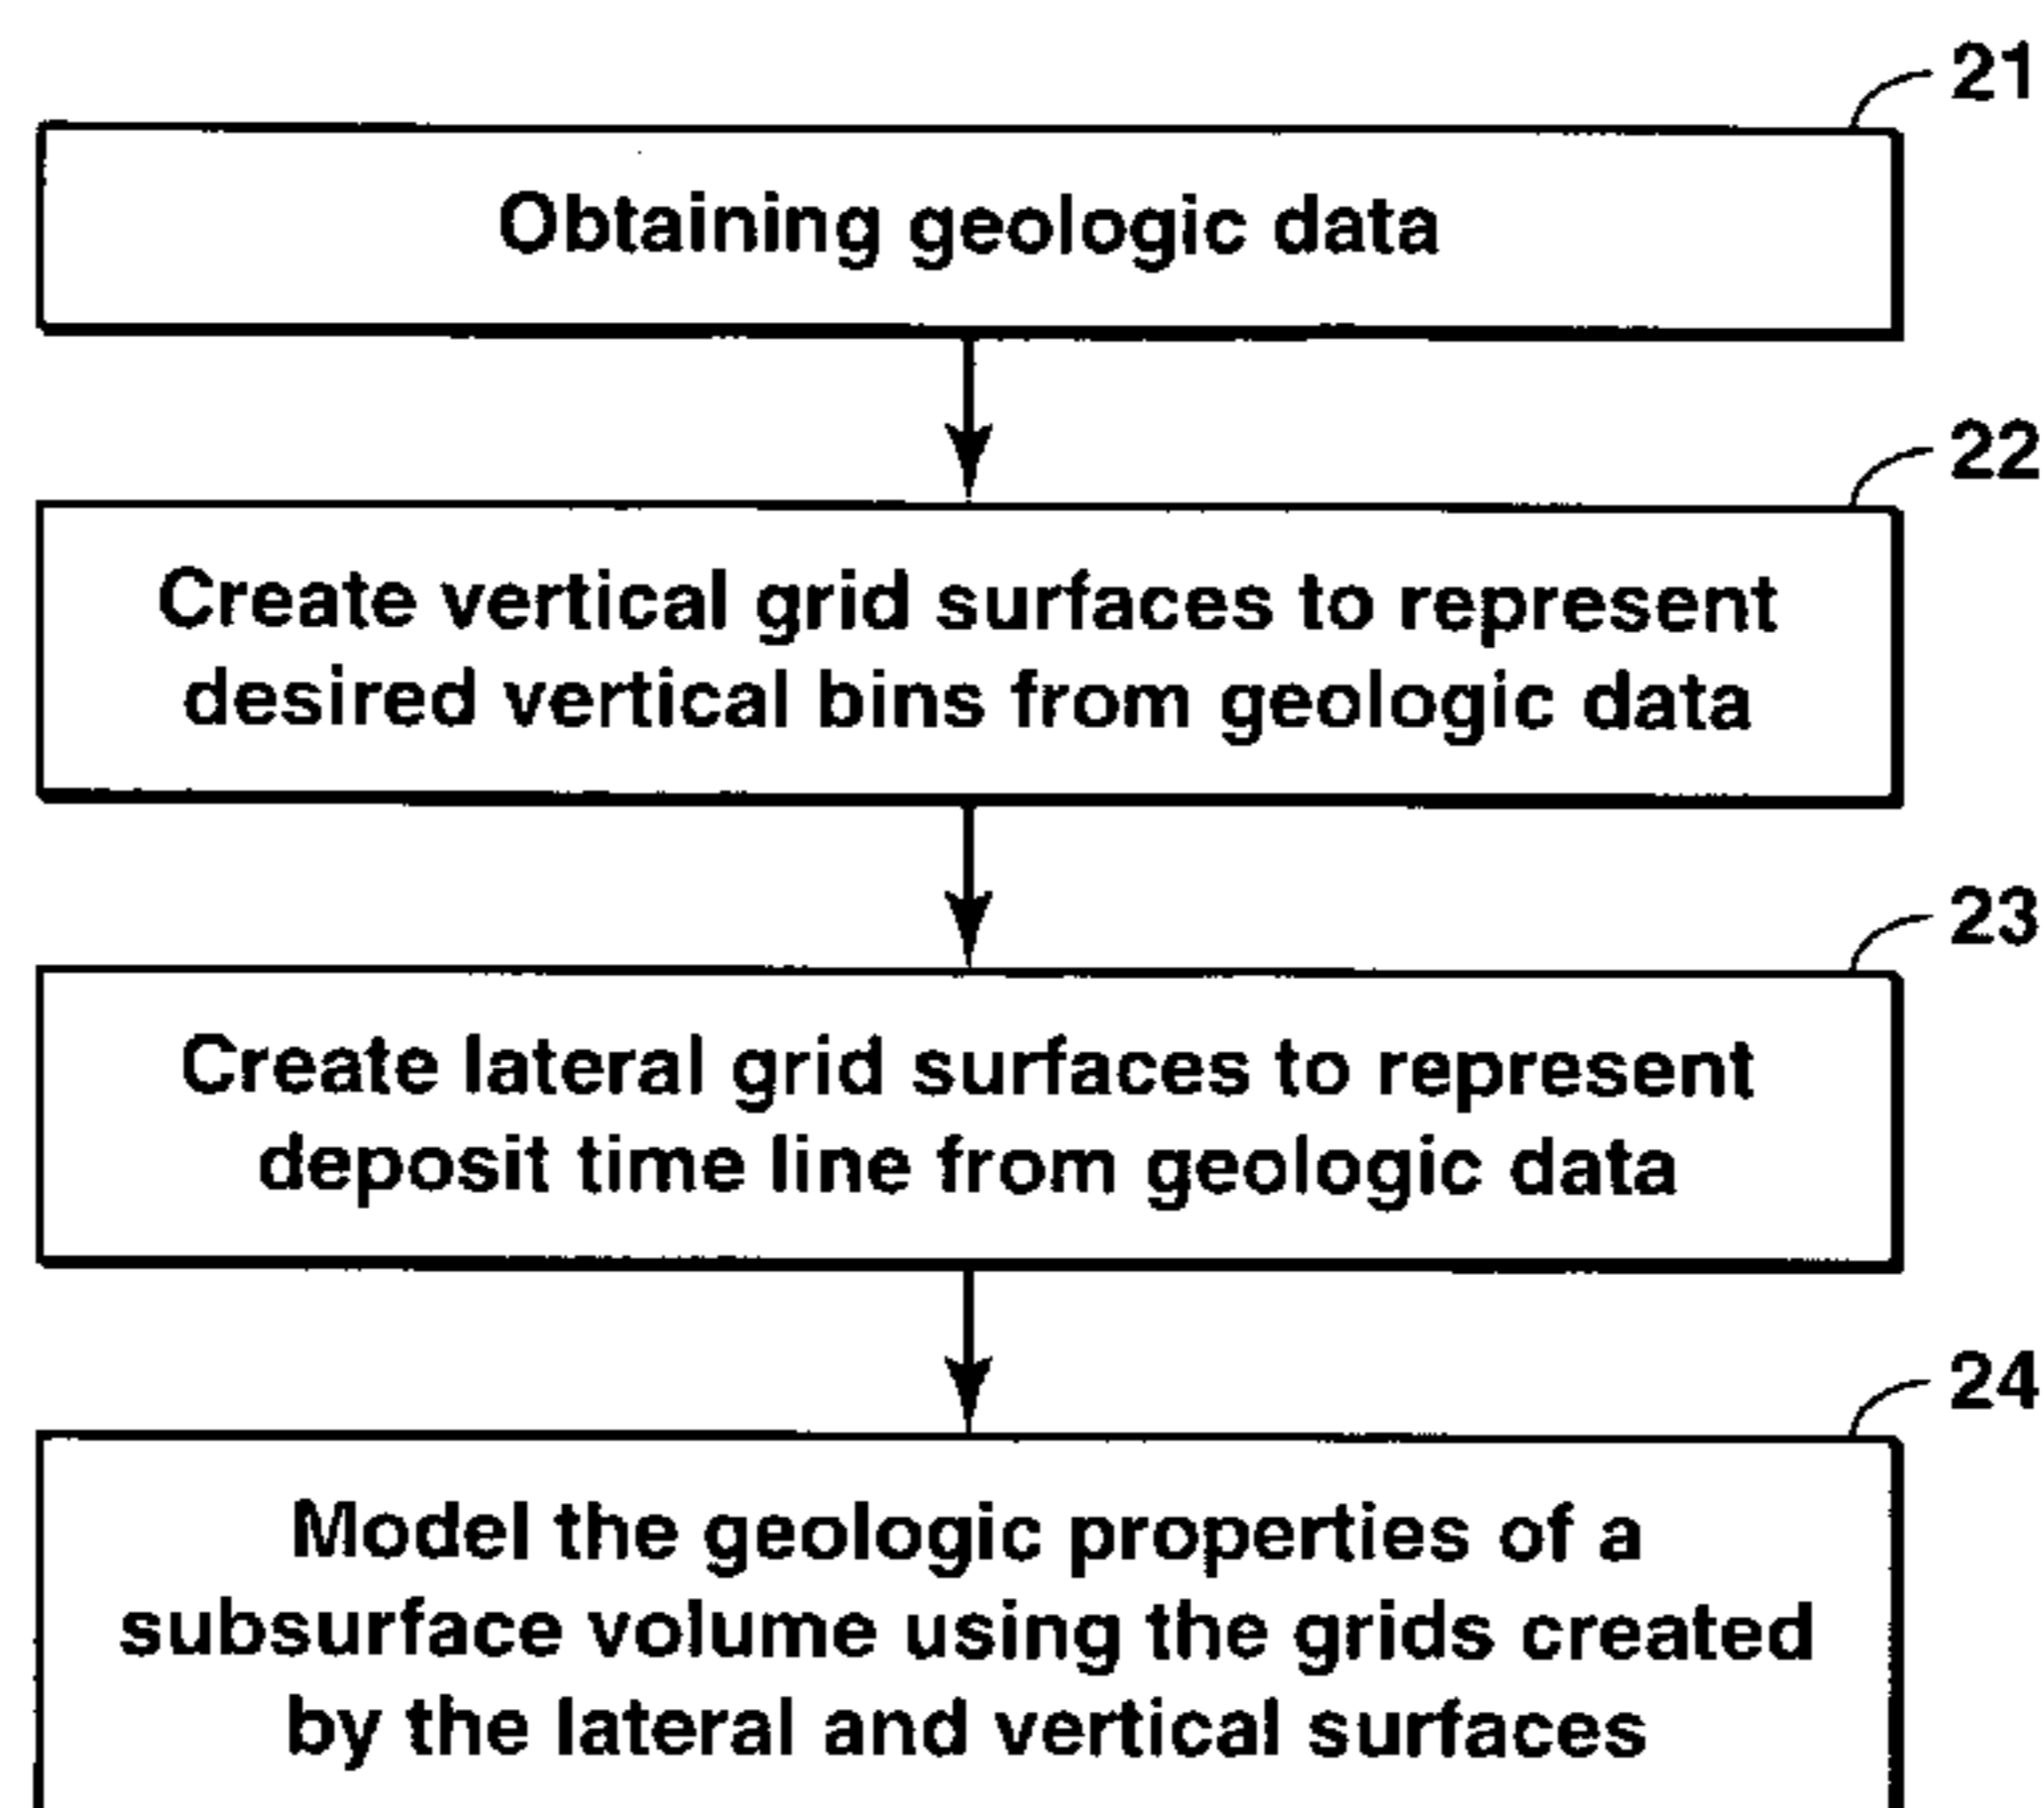 21
Obtaining geologic data
22
Create vertical grid surfaces to represent
desired vertical bins from geologic data
23
Create lateral grid surfaces to represent
deposit time line from geologic data
24
Model the geologic properties of a
subsurface volume using the grids created
by the lateral and vertical surfaces